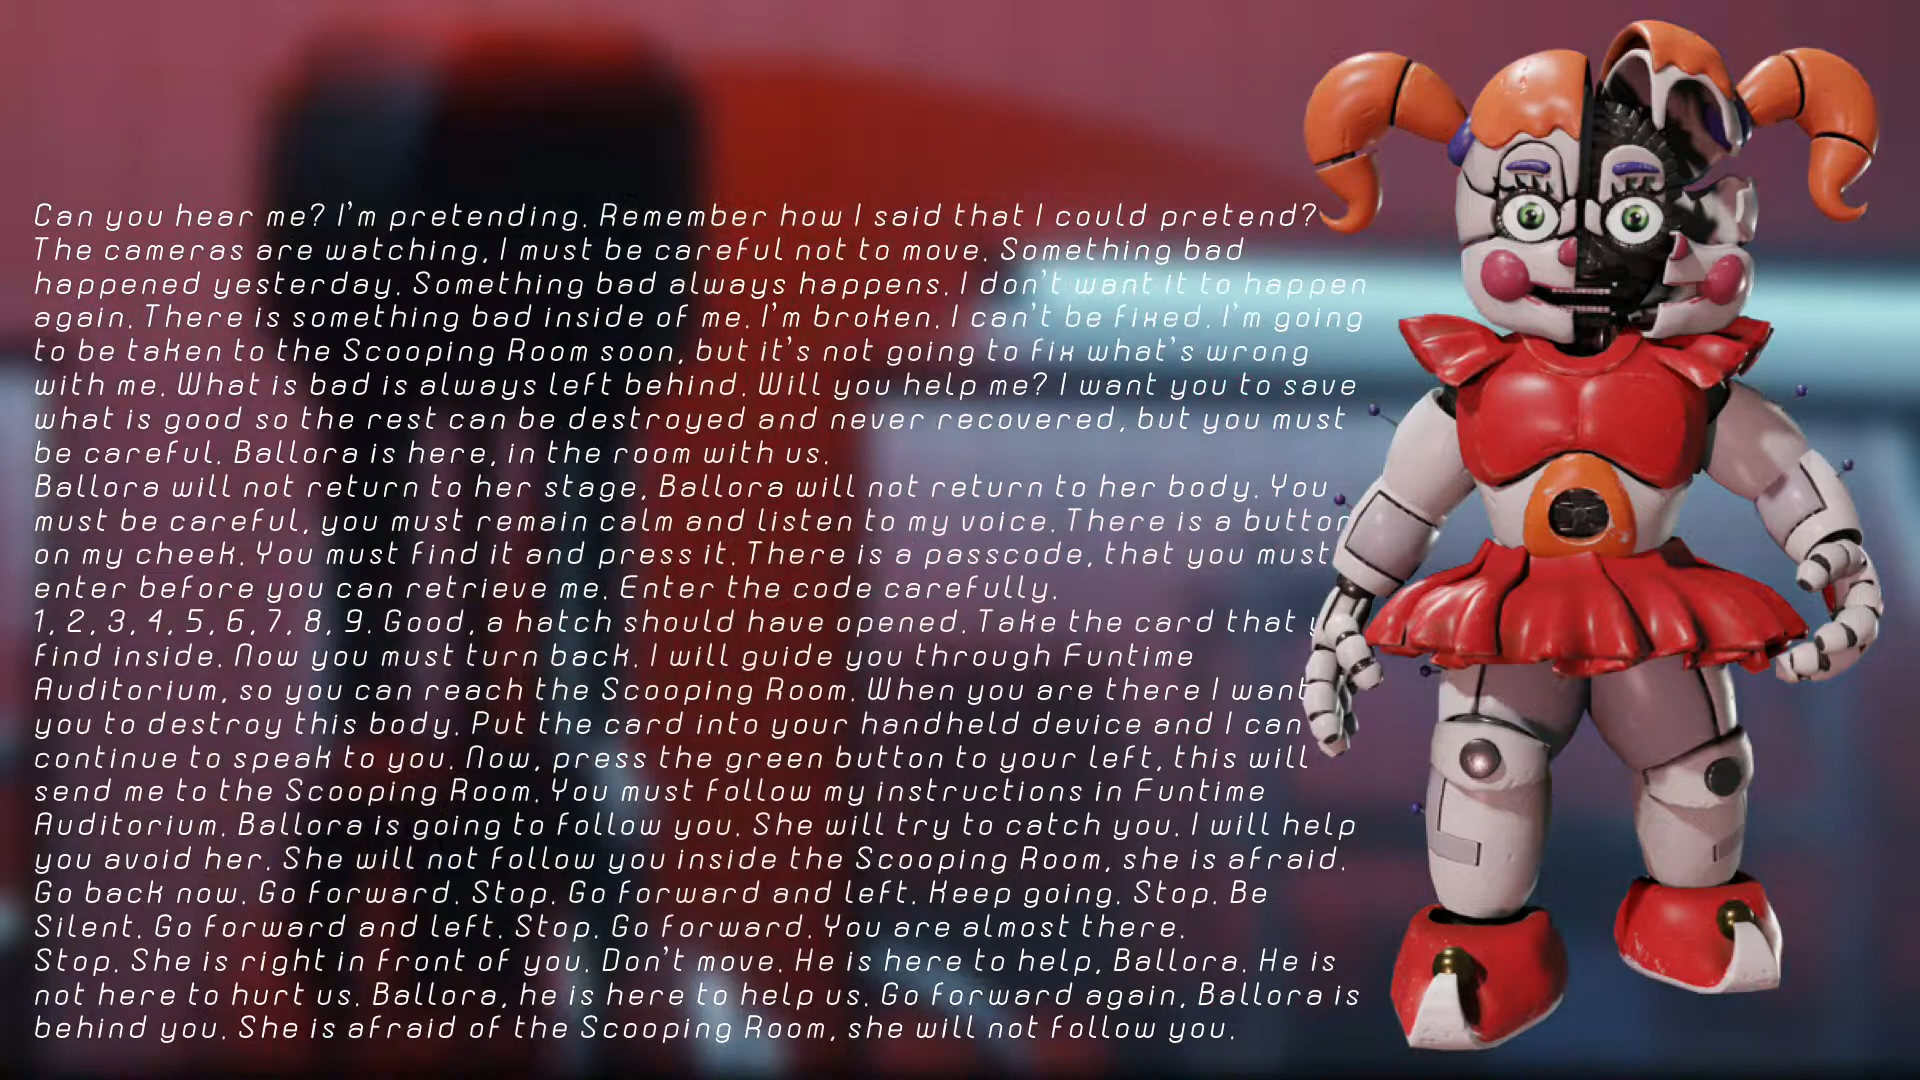 Can you hear me? I'm pretending. Remember how I said that I could pretend?
The cameras are watching, I must be careful not to move. Something bad
happened yesterday. Something bad always happens. I don't want it to happen
again. There is something bad inside of me. I'm broken. I can't be fixed. I'm going
to be taken to the Scooping Room soon, but it's not going to fix what's wrong
with me. What is bad is always left behind. Will you help me? I want you to save
what is good so the rest can be destroyed and never recovered, but you must
be careful. Ballora is here, in the room with us.
Ballora will not return to her stage, Ballora will not return to her body. You
must be careful, you must remain calm and listen to my voice. There is a button
on my cheek. You must find it and press it. There is a passcode, that you must
enter before you can retrieve me. Enter the code carefully.
1, 2, 3, 4, 5, 6, 7, 8, 9. Good, a hatch should have opened. Take the card that
find inside. Now you must turn back. I will guide you through Funtime
Auditorium, so you can reach the Scooping Room. When you are there I want
you to destroy this body. Put the card into your handheld device and I can
continue to speak to you. Now, press the green button to your left, this will
send me to the Scooping Room. You must follow my instructions in Funtime
Auditorium. Ballora is going to follow you. She will try to catch you. I will help
you avoid her. She will not follow you inside the Scooping Room, she is afraid.
Go back now. Go forward. Stop. Go forward and left. Keep going. Stop. Be
Silent. Go forward and left. Stop. Go forward. You are almost there.
Stop. She is right in front of you. Don't move. He is here to help, Ballora. He is
not here to hurt us. Ballora, he is here to help us. Go forward again, Ballora is
behind you. She is afraid of the Scooping Room, she will not follow you.